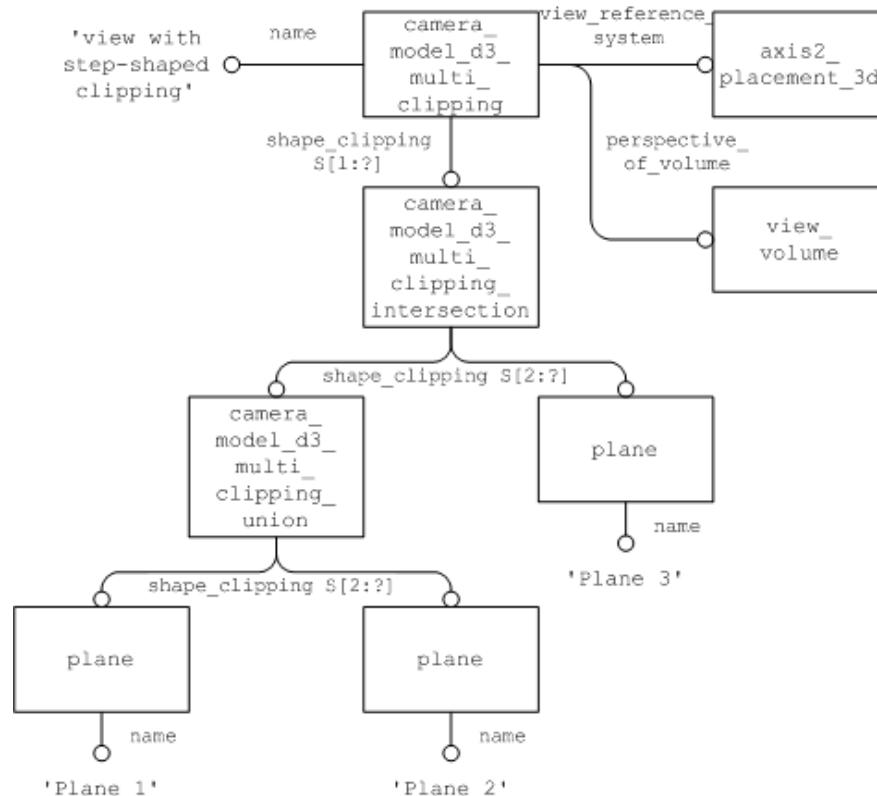 'view with
step-shaped
clipping'
name
camera_
model_d3_
multi_
clipping
view_reference_
system
axis2_
placement_3d
shape_clipping
S[1:?]
perspective_
of_volume
camera_
model_d3_
multi_
clipping_
intersection
view_
volume
shape_clipping S[2:?]
camera_
model_d3_
multi_
clipping_
union
plane
name
'Plane 3'
shape_clipping S[2:?]
plane
plane
name
name
'Plane 1'
'Plane 2'